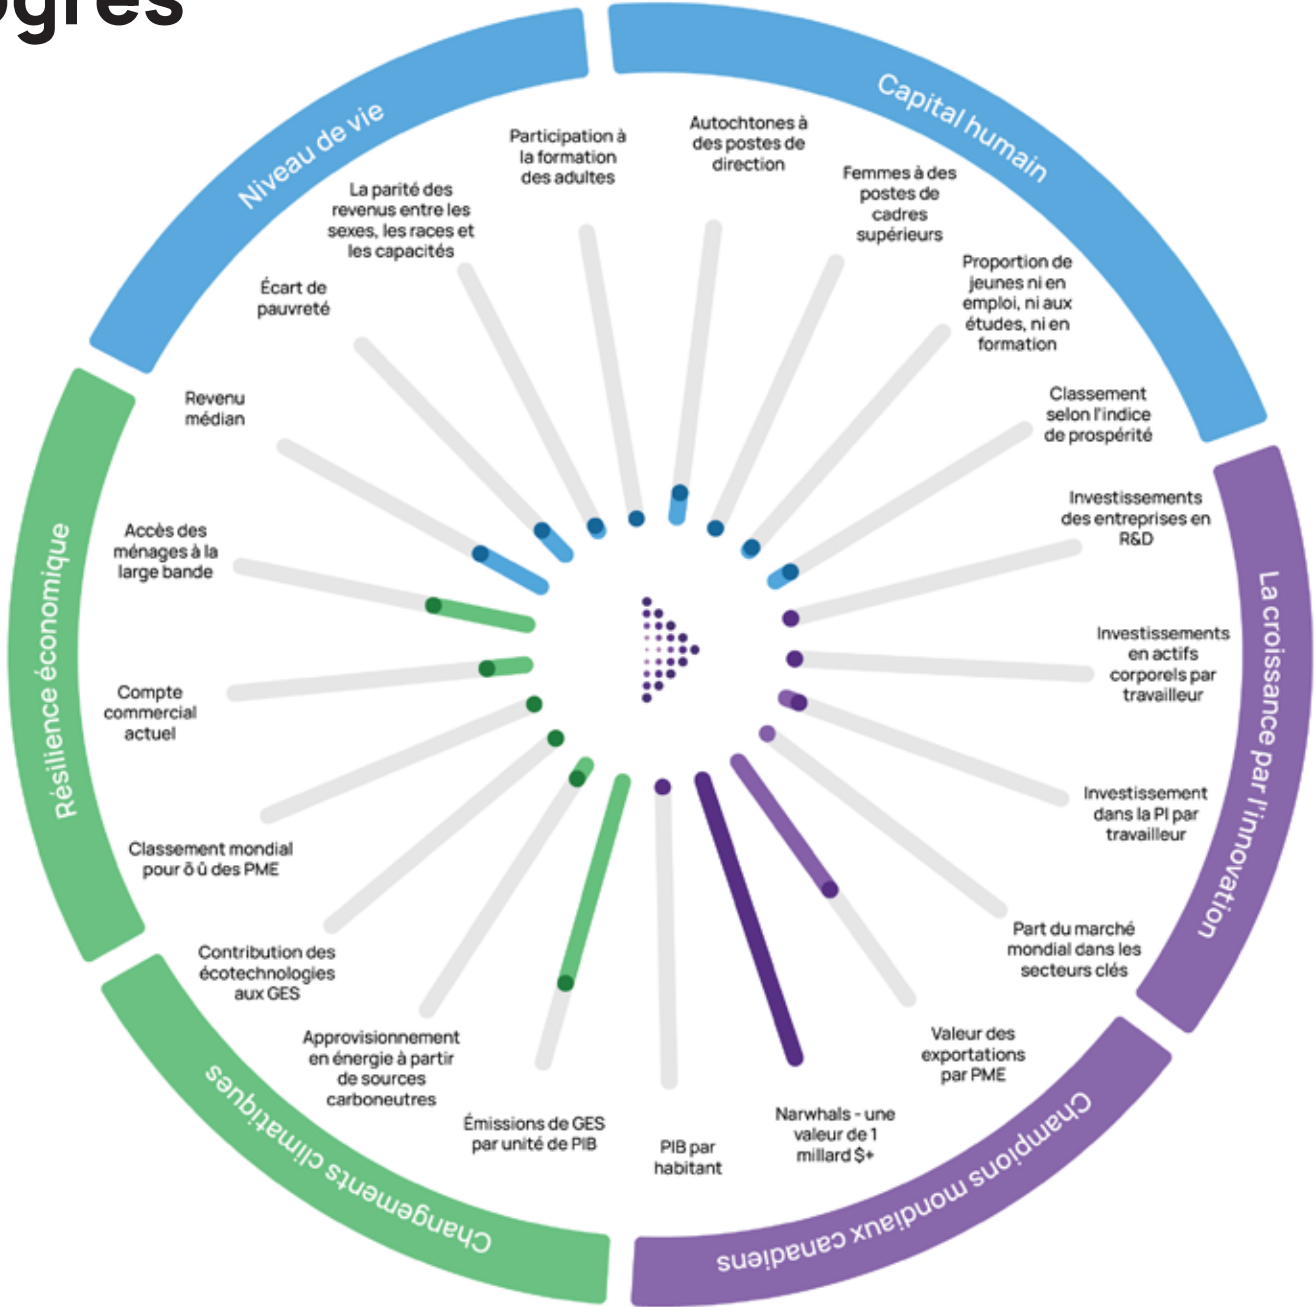 ogrès
Niveau de vie
Capital humain
Participation à
la formation
des adultes
Autochtones à
des postes de
direction
Femmes à des
postes de
cadres
supérieurs
La parité des
revenus entre les
sexes, les races et
les capacités
Proportion de
jeunes ni en
emploi, ni aux
études, ni en
formation
Écart de
pauvreté
Revenu
médian
Classement
selon l'indice
de prospérité
Investissements
des entreprises en
R&D
Accès des
ménages à la
large bande
Résilience économique
La croissance par l'innovation
Investissements
en actifs
corporels par
travailleur
Compte
commercial
actuel
Investissement
dans la PI par
travailleur
Classement mondial
pour õ û des PME
Part du marché
mondial dans les
secteurs clés
Contribution des
écotechnologies
aux GES
Valeur des
exportations
par PME
Approvisionnement
en énergie à partir
de sources
carboneutres
Émissions de GES
par unité de PIB
PIB par
habitant
Narwhals - une
valeur de 1
millard $+
Changements climatiques
Champions mondiaux canadiens